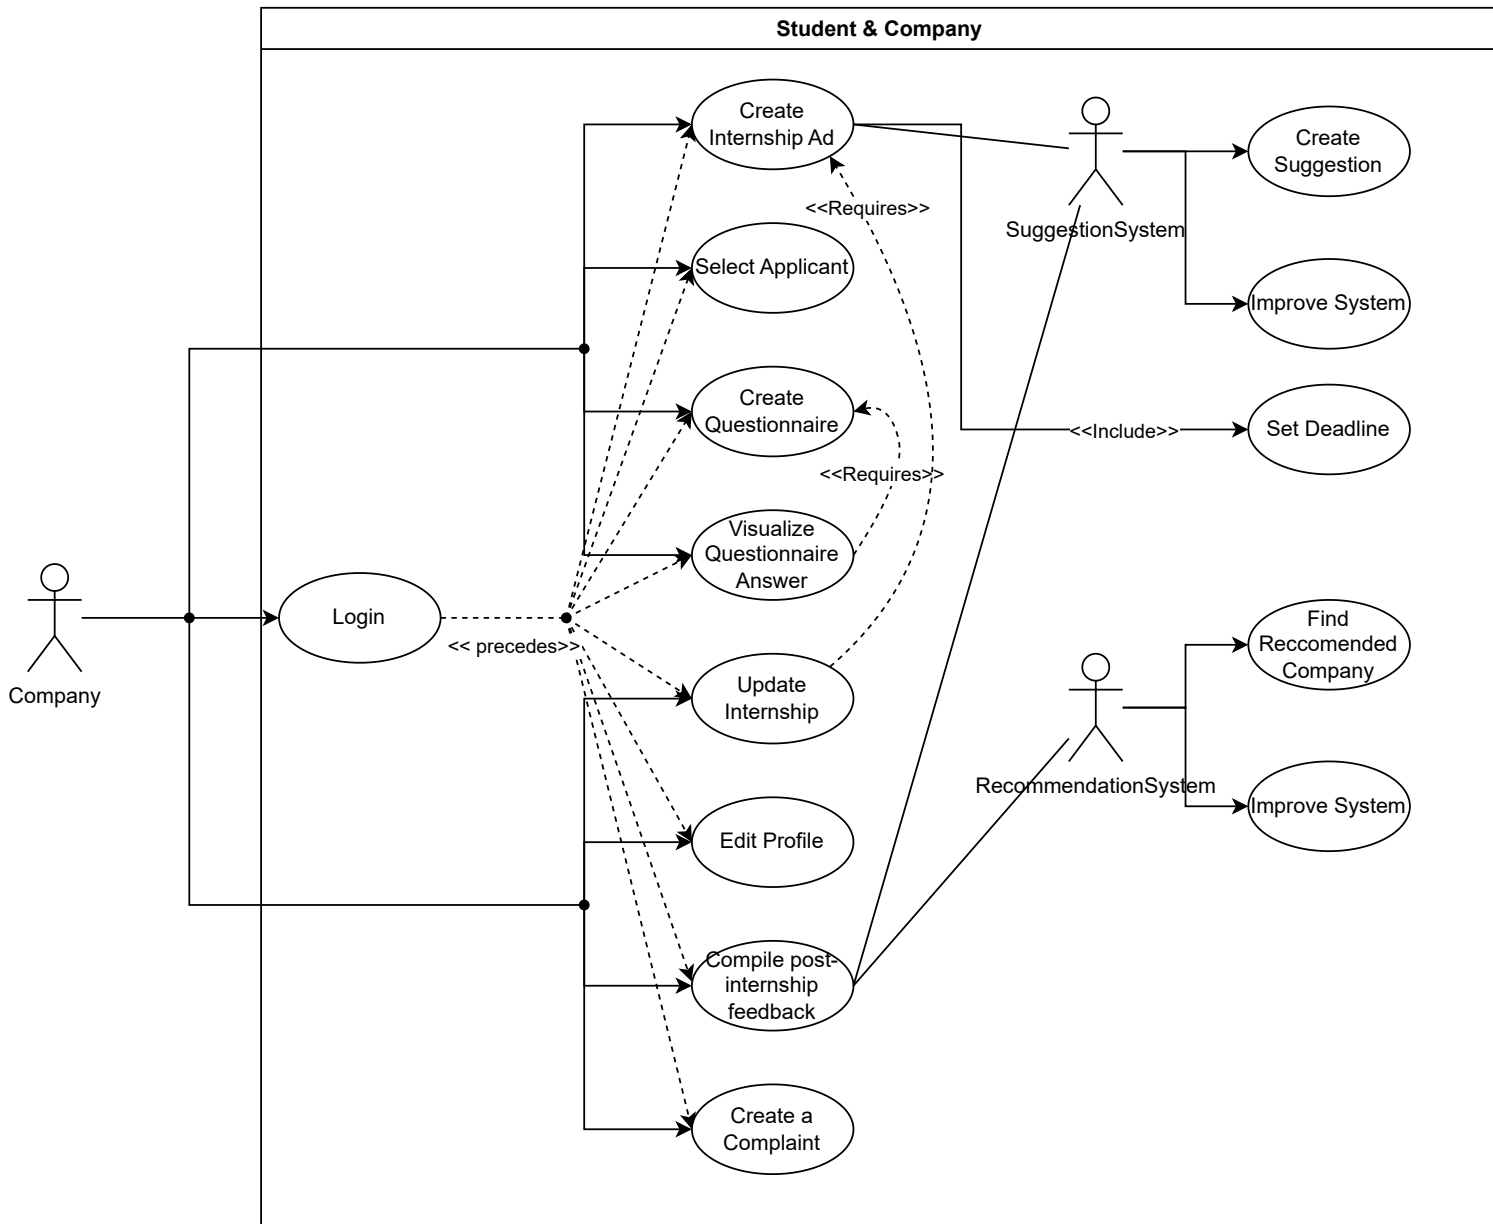 Student & Company
Create
Internship Ad
Create
Suggestion
<<Requires>>
SuggestionSystem
Select Applicant
Improve System
Create
Questionnaire
<<Include>>
Set Deadline
<<Requires>>
Visualize
Questionnaire
Answer
Login
<< precedes>>
Company
Find
Reccomended
Company
Update
Internship
RecommendationSystem
Improve System
Edit Profile
Compile post-
internship
feedback
Create a
Complaint